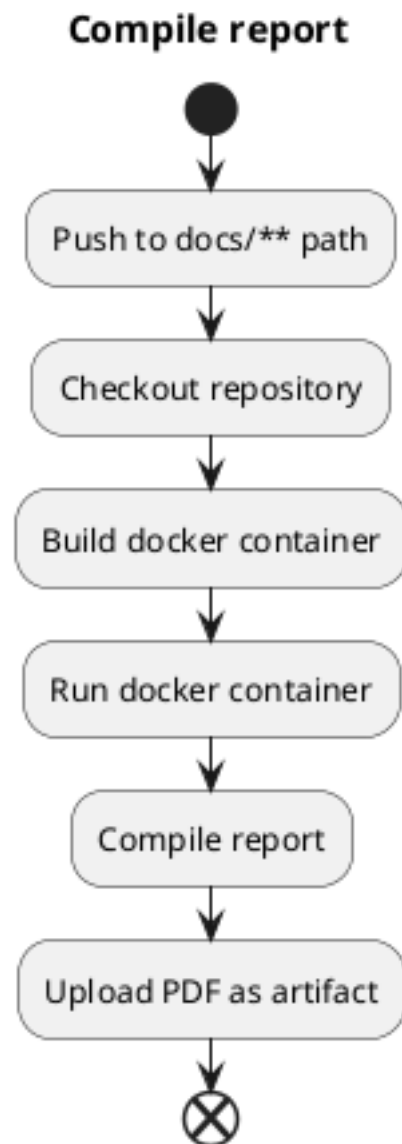 Compile report
Push to docs/** path
Checkout repository
Build docker container
Run docker container
Compile report
Upload PDF as artifact